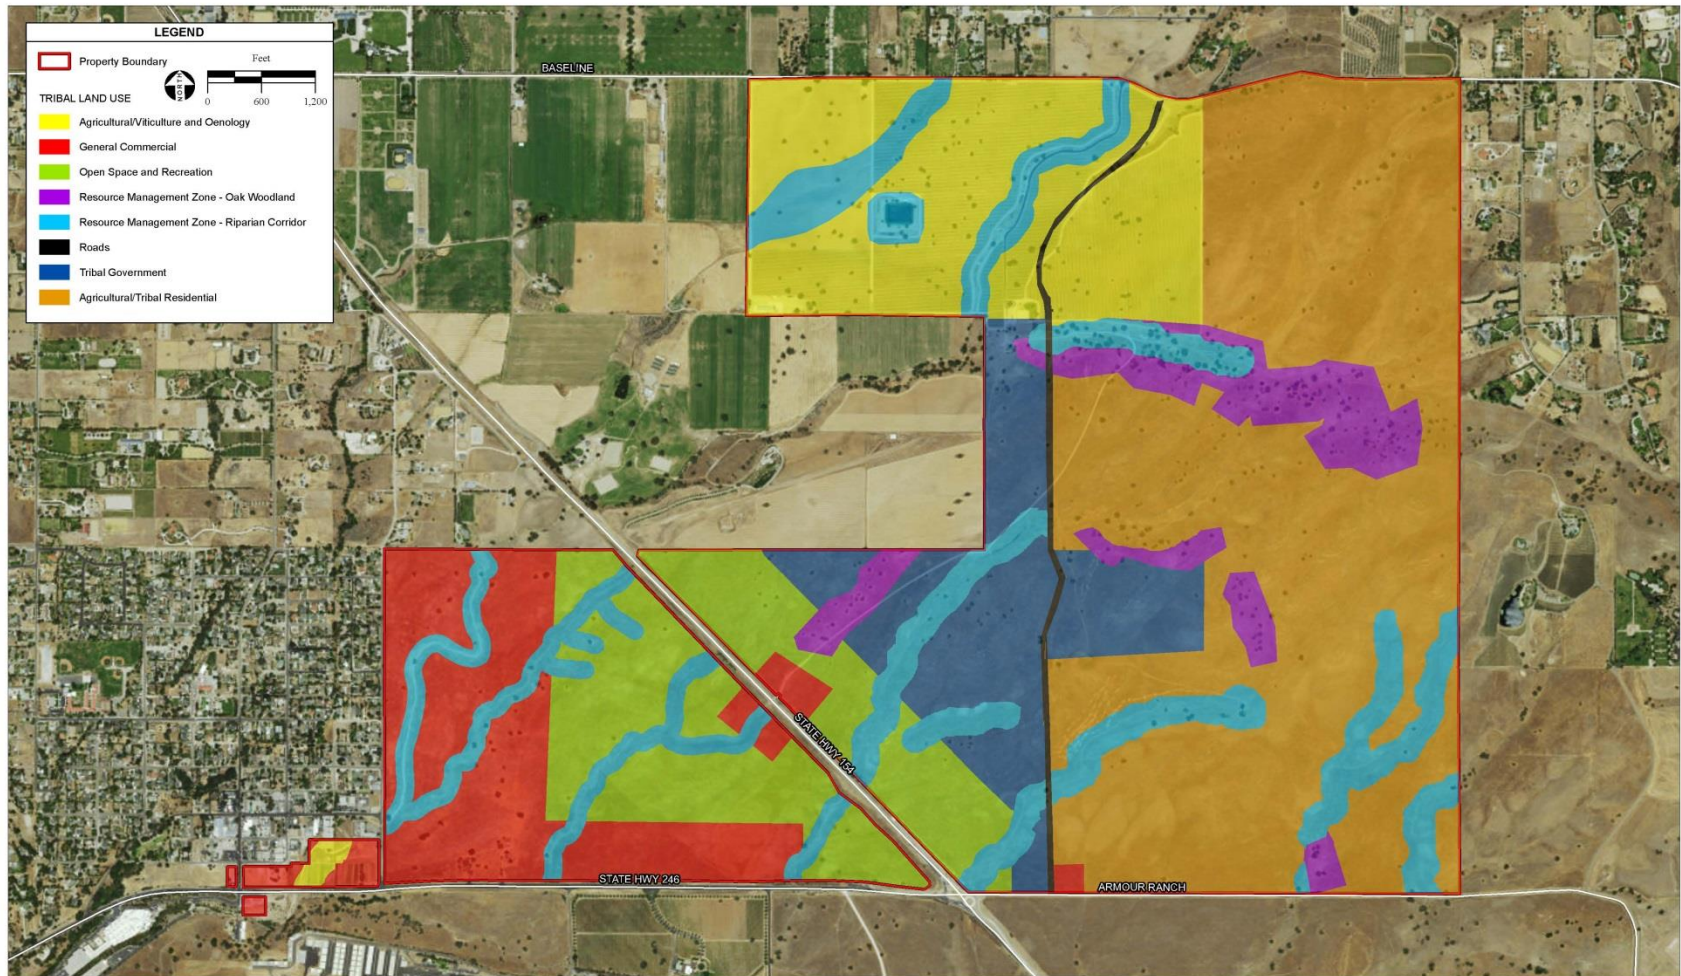 LEGEND
Property Boundary
Feet
NORTH
0 600 1,200
TRIBAL LAND USE
Agricultural/Viticulture and Oenology
General Commercial
Open Space and Recreation
Resource Management Zone - Oak Woodland
Resource Management Zone - Riparian Corridor
Roads
Tribal Government
Agricultural/Tribal Residential
BASELINE
STATE HWY 154
STATE HWY 246
ARMOUR RANCH